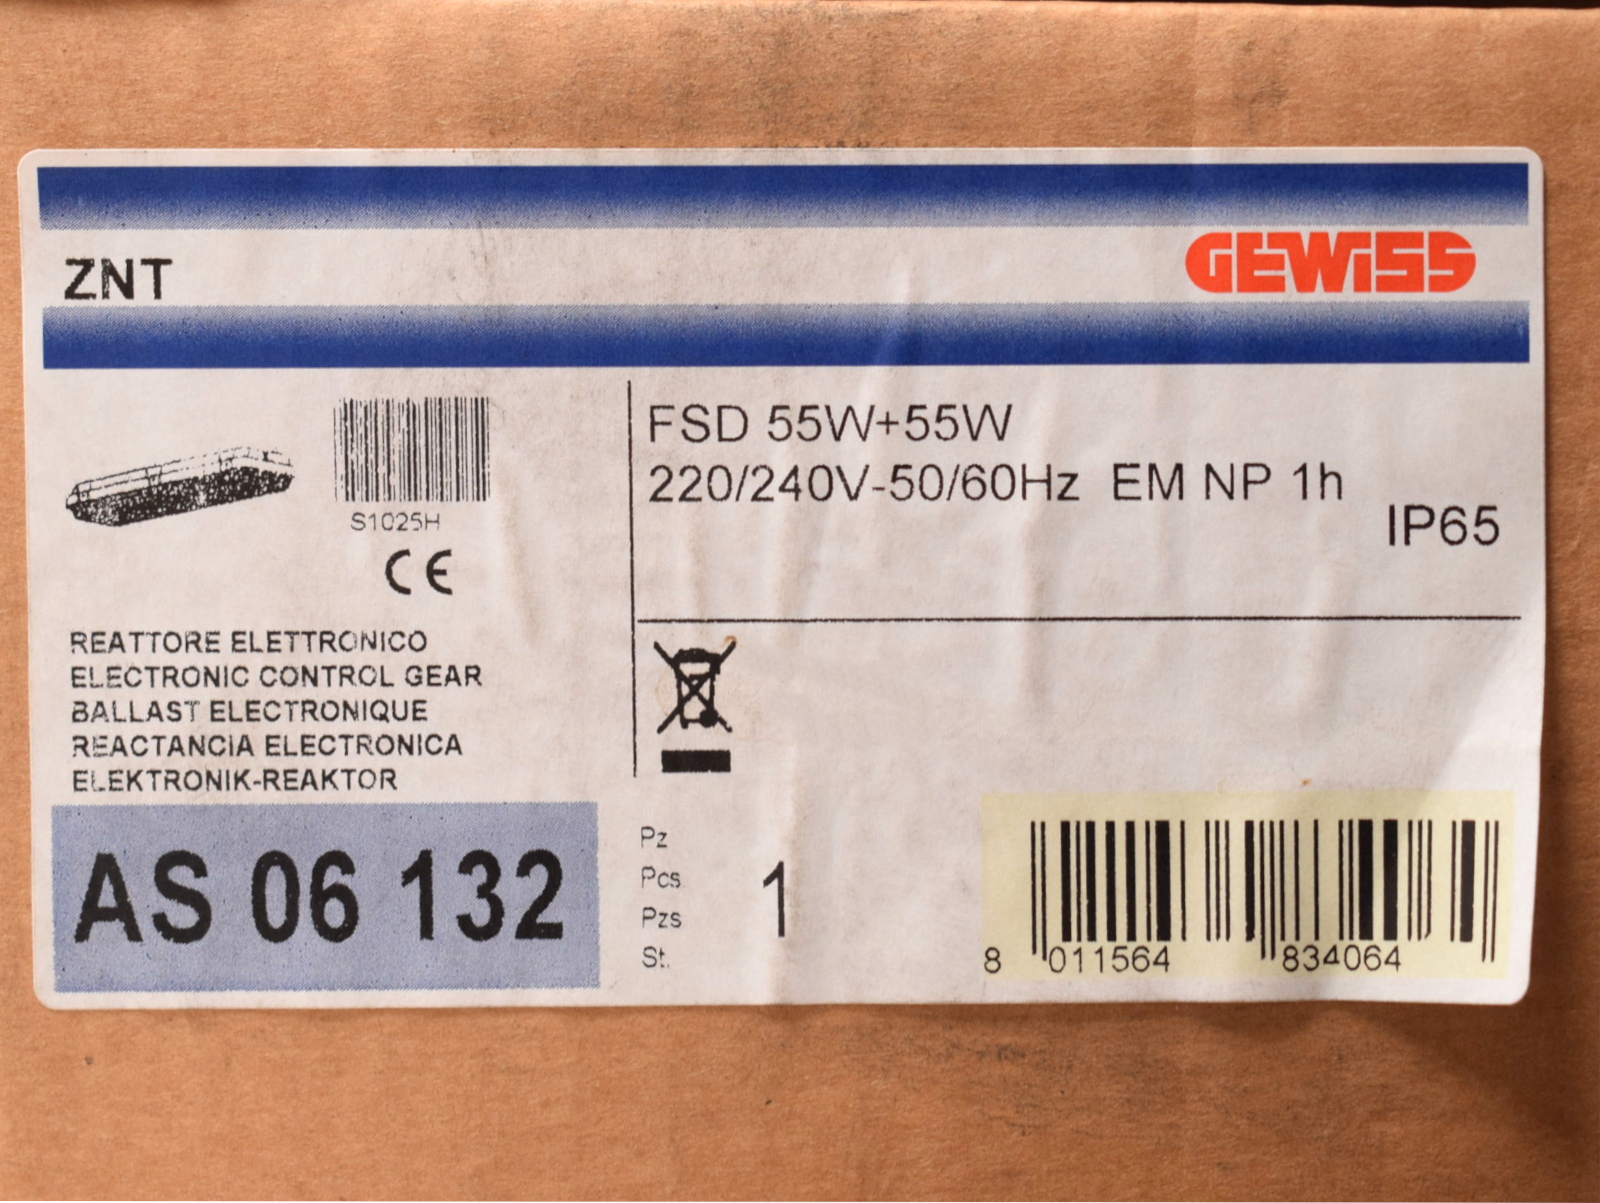 ZNT
GEWiSS
S1025H
CE
REATTORE ELETTRONICO
ELECTRONIC CONTROL GEAR
BALLAST ELECTRONIQUE
REACTANCIA ELECTRONICA
ELEKTRONIK-REAKTOR
AS 06 132
FSD 55W+55W
220/240V-50/60Hz EM NP 1h
IP65
Pz
Pcs
Pzs
St.
1
8 011564 834064